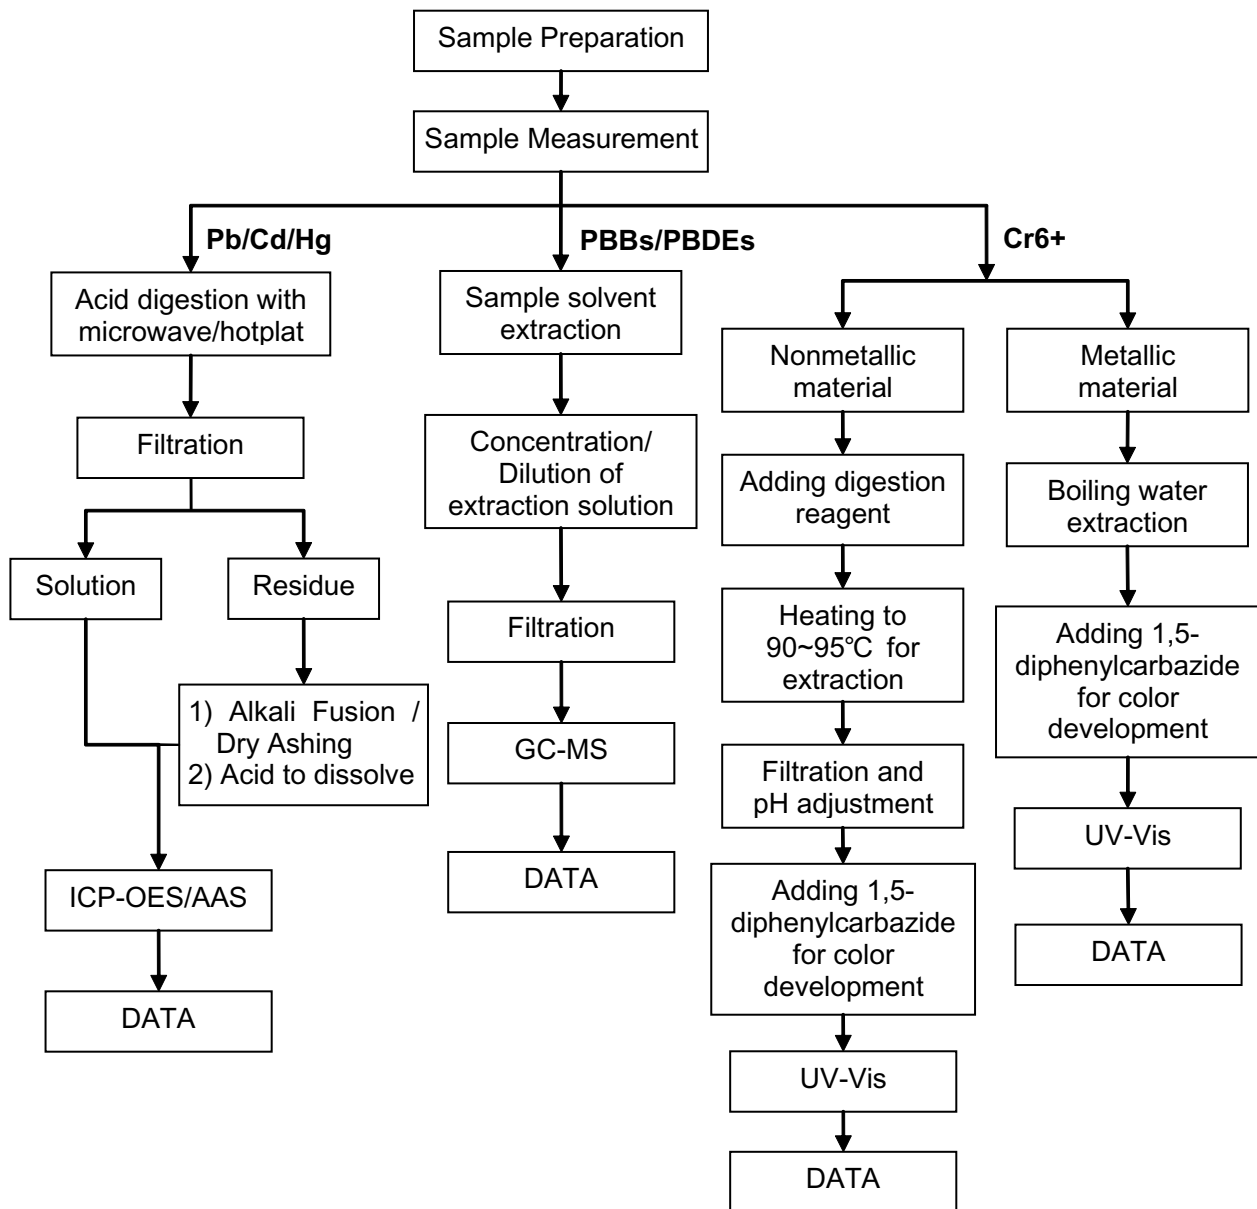 Sample Preparation
Sample Measurement
Pb/Cd/Hg
PBBs/PBDEs
Cr6+
Acid digestion with
microwave/hotplat
Filtration
Solution
Residue
1) Alkali Fusion /
Dry Ashing
2) Acid to dissolve
ICP-OES/AAS
DATA
Sample solvent
extraction
Concentration/
Dilution of
extraction solution
Filtration
GC-MS
DATA
Nonmetallic
material
Adding digestion
reagent
Heating to
90~95℃ for
extraction
Filtration and
pH adjustment
Adding 1,5-
diphenylcarbazide
for color
development
UV-Vis
DATA
Metallic
material
Boiling water
extraction
Adding 1,5-
diphenylcarbazide
for color
development
UV-Vis
DATA